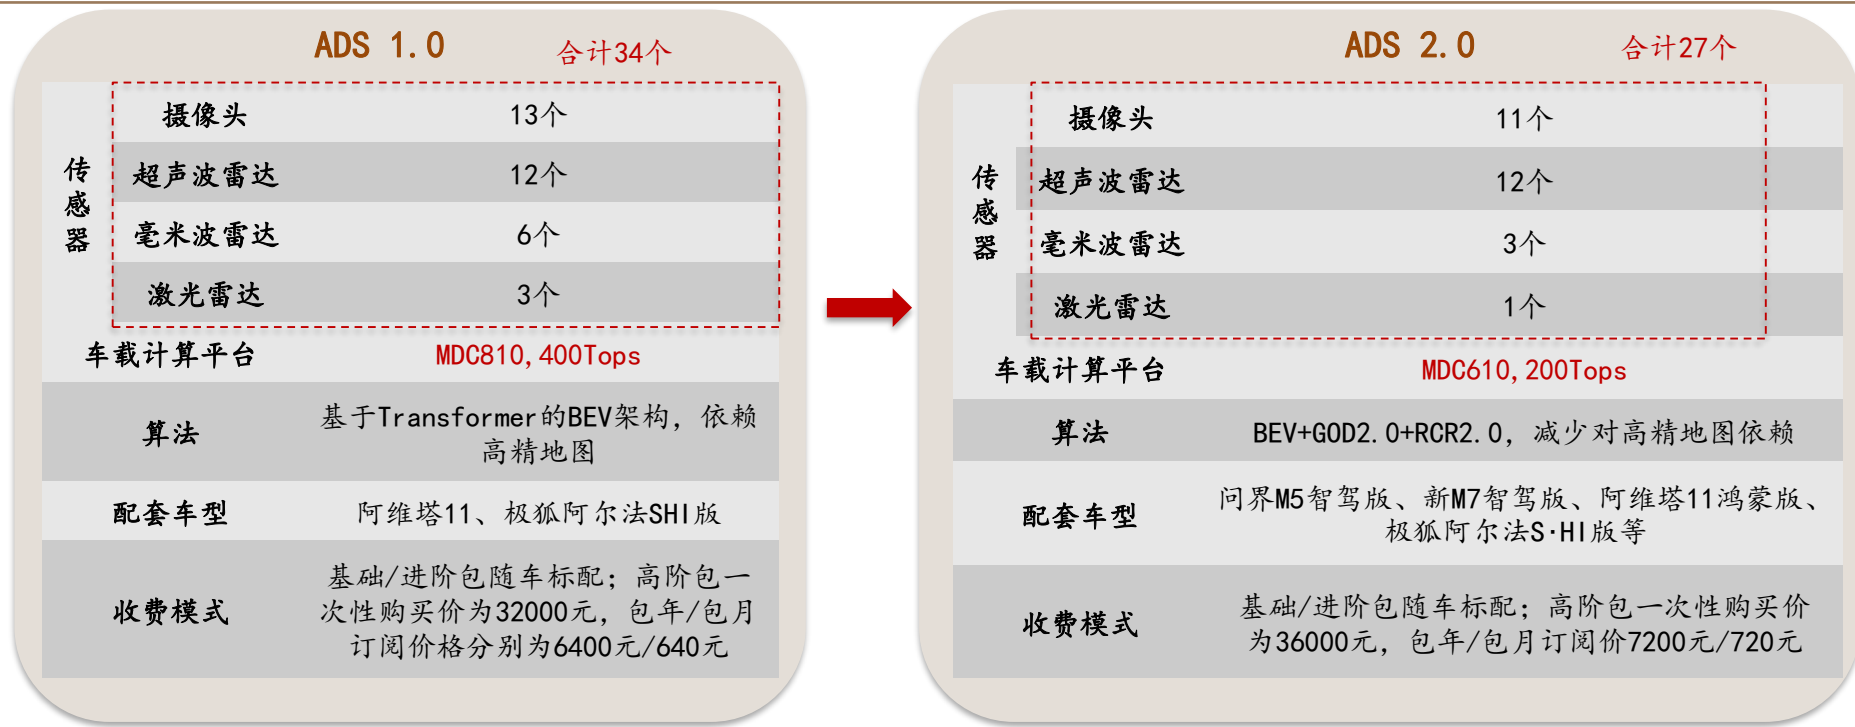 ADS 1.0 合计34个
传感器
摄像头 13个
超声波雷达 12个
毫米波雷达 6个
激光雷达 3个
车载计算平台 MDC810,400Tops
算法 基于Transformer的BEV架构，依赖
高精地图
配套车型 阿维塔11、极狐阿尔法SHI版
收费模式 基础/进阶包随车标配；高阶包一
次性购买价为32000元，包年/包月
订阅价格分别为6400元/640元
ADS 2.0 合计27个
传感器
摄像头 11个
超声波雷达 12个
毫米波雷达 3个
激光雷达 1个
车载计算平台 MDC610,200Tops
算法 BEV+GOD2.0+RCR2.0，减少对高精地图依赖
配套车型 问界M5智驾版、新M7智驾版、阿维塔11鸿蒙版、
极狐阿尔法S·HI版等
收费模式 基础/进阶包随车标配；高阶包一次性购买价
为36000元，包年/包月订阅价7200元/720元